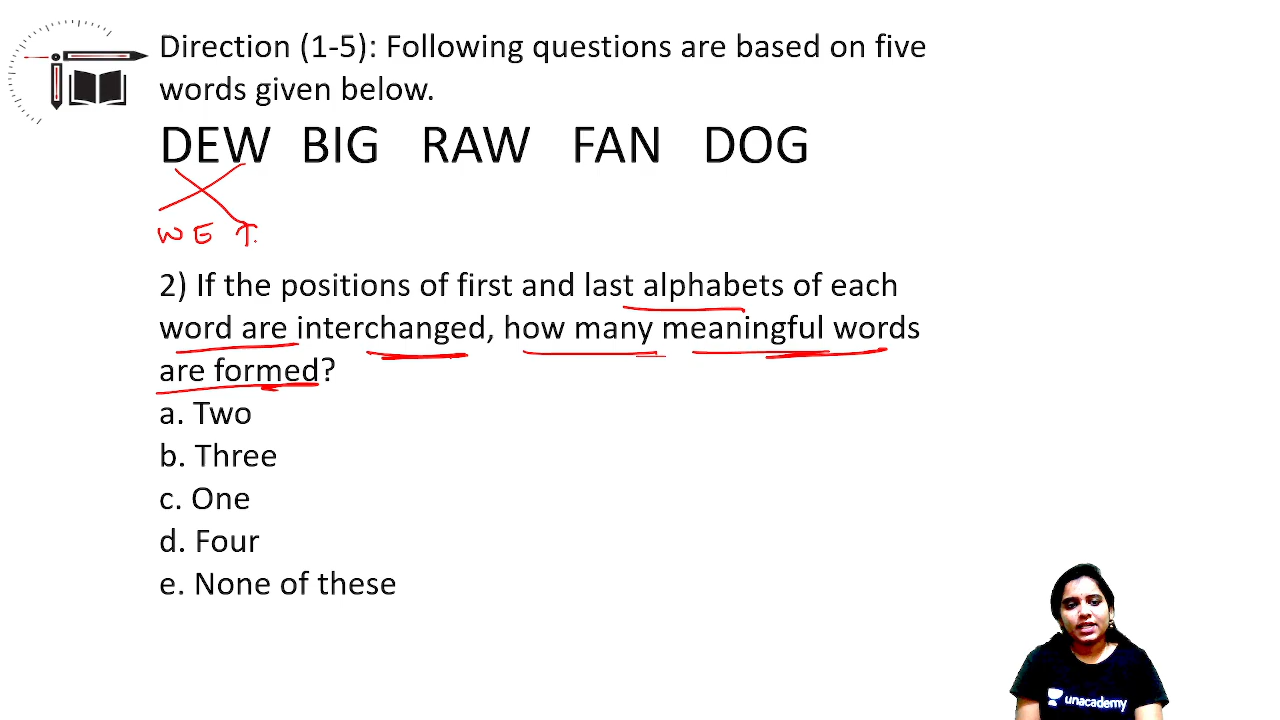 Direction (1-5): Following questions are based on five
words given below.
DEW BIG RAW FAN DOG
W E
2) If the positions of first and last alphabets of each
word are interchanged, how many meaningful words
are formed?
a. Two
b. Three
c. One
d. Four
e. None of these
unacademy